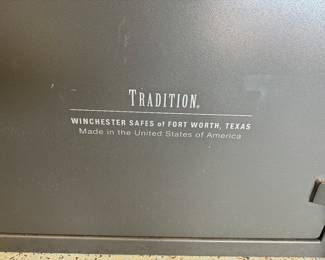 TRADITION®
WINCHESTER SAFES of FORT WORTH, TEXAS
Made in the United States of America